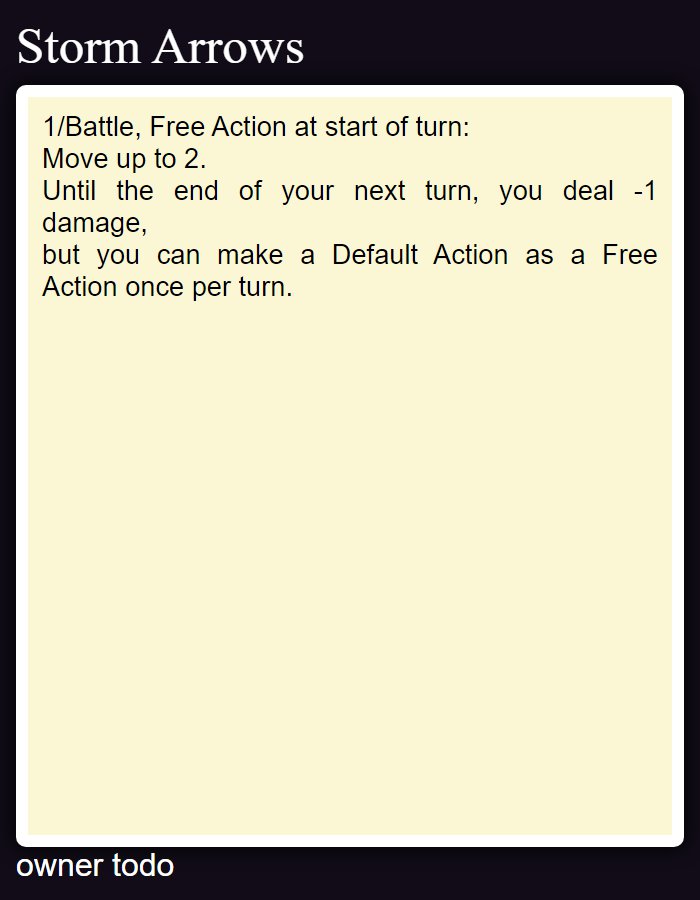 Storm Arrows
1/Battle, Free Action at start of turn:
Move up to 2.
Until the end of your next turn, you deal -1
damage,
but you can make a Default Action as a Free
Action once per turn.
owner todo